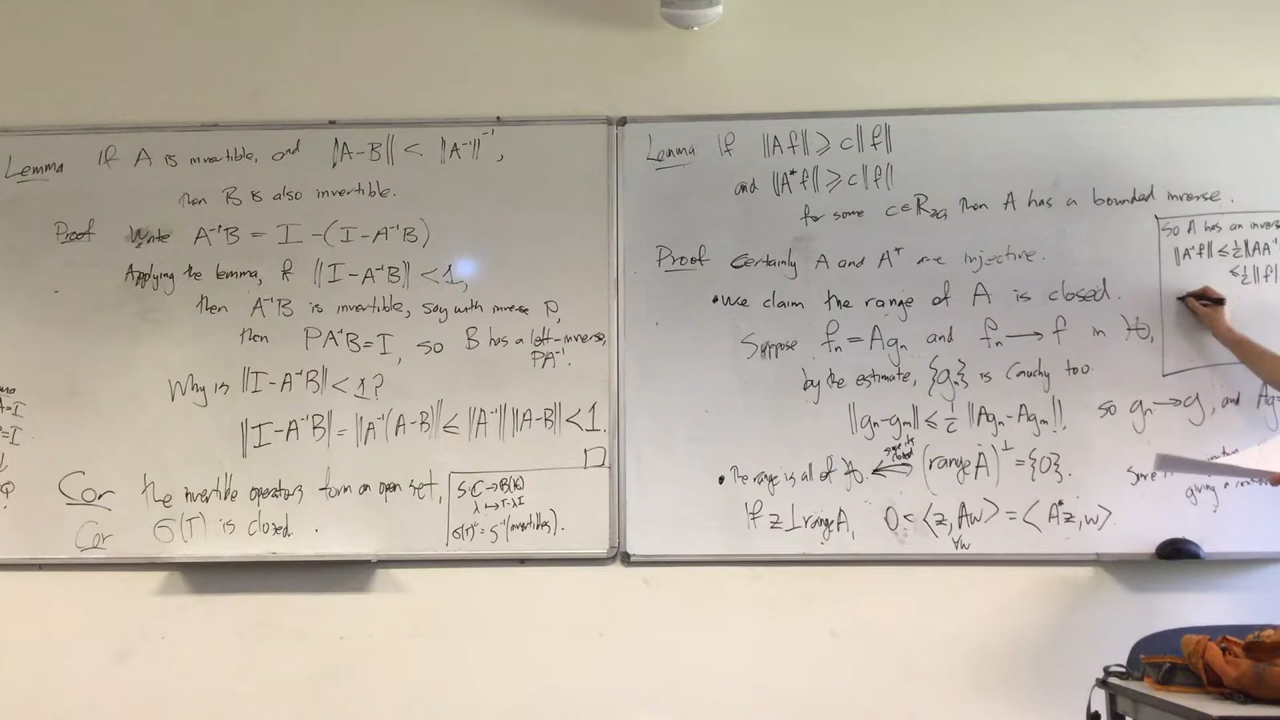 Lemma If A is invertible, and ||A-B|| < ||A⁻¹||⁻¹,
then B is also invertible.
Proof Write A⁻¹B = I - (I - A⁻¹B)
Applying the lemma, if ||I - A⁻¹B|| < 1,
then A⁻¹B is invertible, say with inverse P,
then PA⁻¹B = I, so B has a left-inverse,
PA⁻¹.
Why is ||I - A⁻¹B|| < 1?
||I - A⁻¹B|| = ||A⁻¹(A-B)|| ≤ ||A⁻¹|| ||A-B|| < 1.
□
Cor The invertible operators form an open set.
Cor σ(T) is closed.
S: C → B(H)
λ ↦ T-λI
σ(T)ᶜ = S⁻¹(invertibles).
Lemma If ||Af|| ≥ c||f||
and ||A*f|| ≥ c||f||
for some c ∈ R>0, then A has a bounded inverse.
Proof Certainly A and A* are injective.
• We claim the range of A is closed.
Suppose fₙ = Agₙ and fₙ → f in H,
by the estimate, {gₙ} is Cauchy too.
||gₙ-gₘ|| ≤ 1/c ||Agₙ-Agₘ||
so gₙ → g, and Ag=
• The range is all of H. ⟸ since its closed (range A)^⊥ = {0}.
If z ⊥ range A, 0 = ⟨z, Aw⟩ = ⟨A*z, w⟩.
∀w
So A has an inverse
||A⁻¹f|| ≤ 1/c ||AA⁻¹
≤ 1/c ||f||
giving a